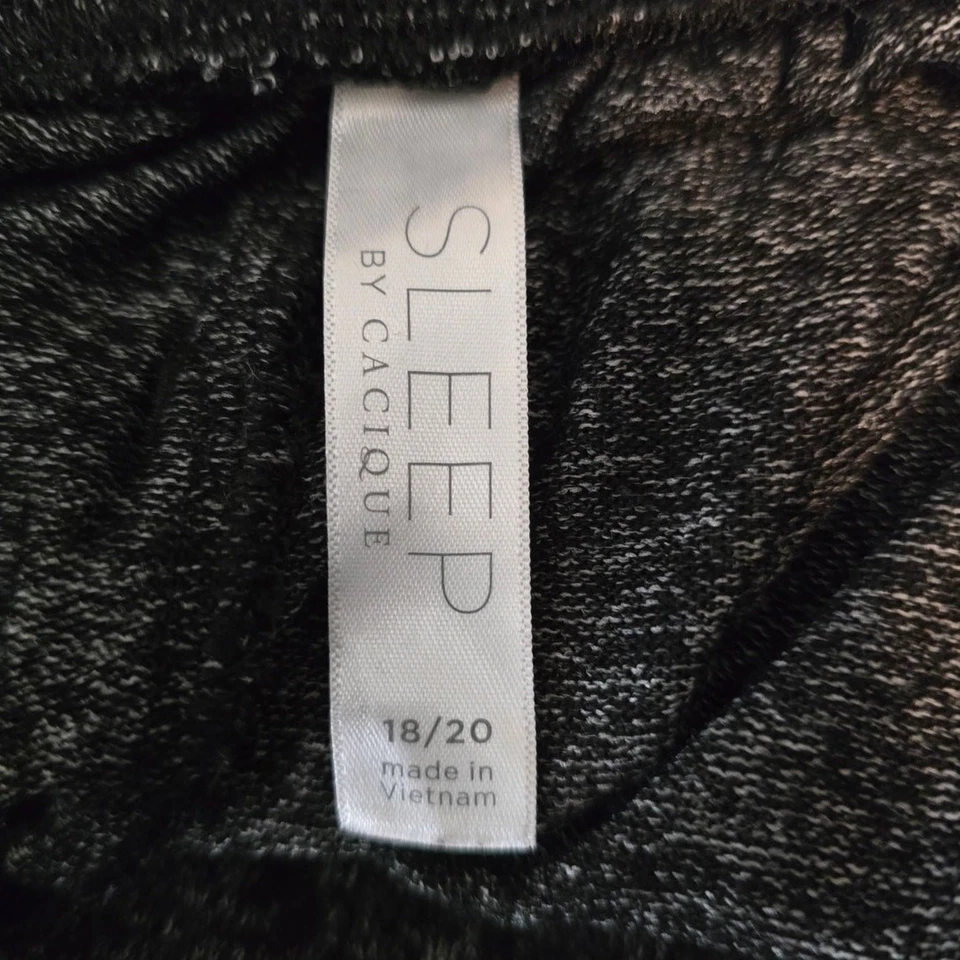 SLEEP
BY CACIQUE
18/20
made in
Vietnam